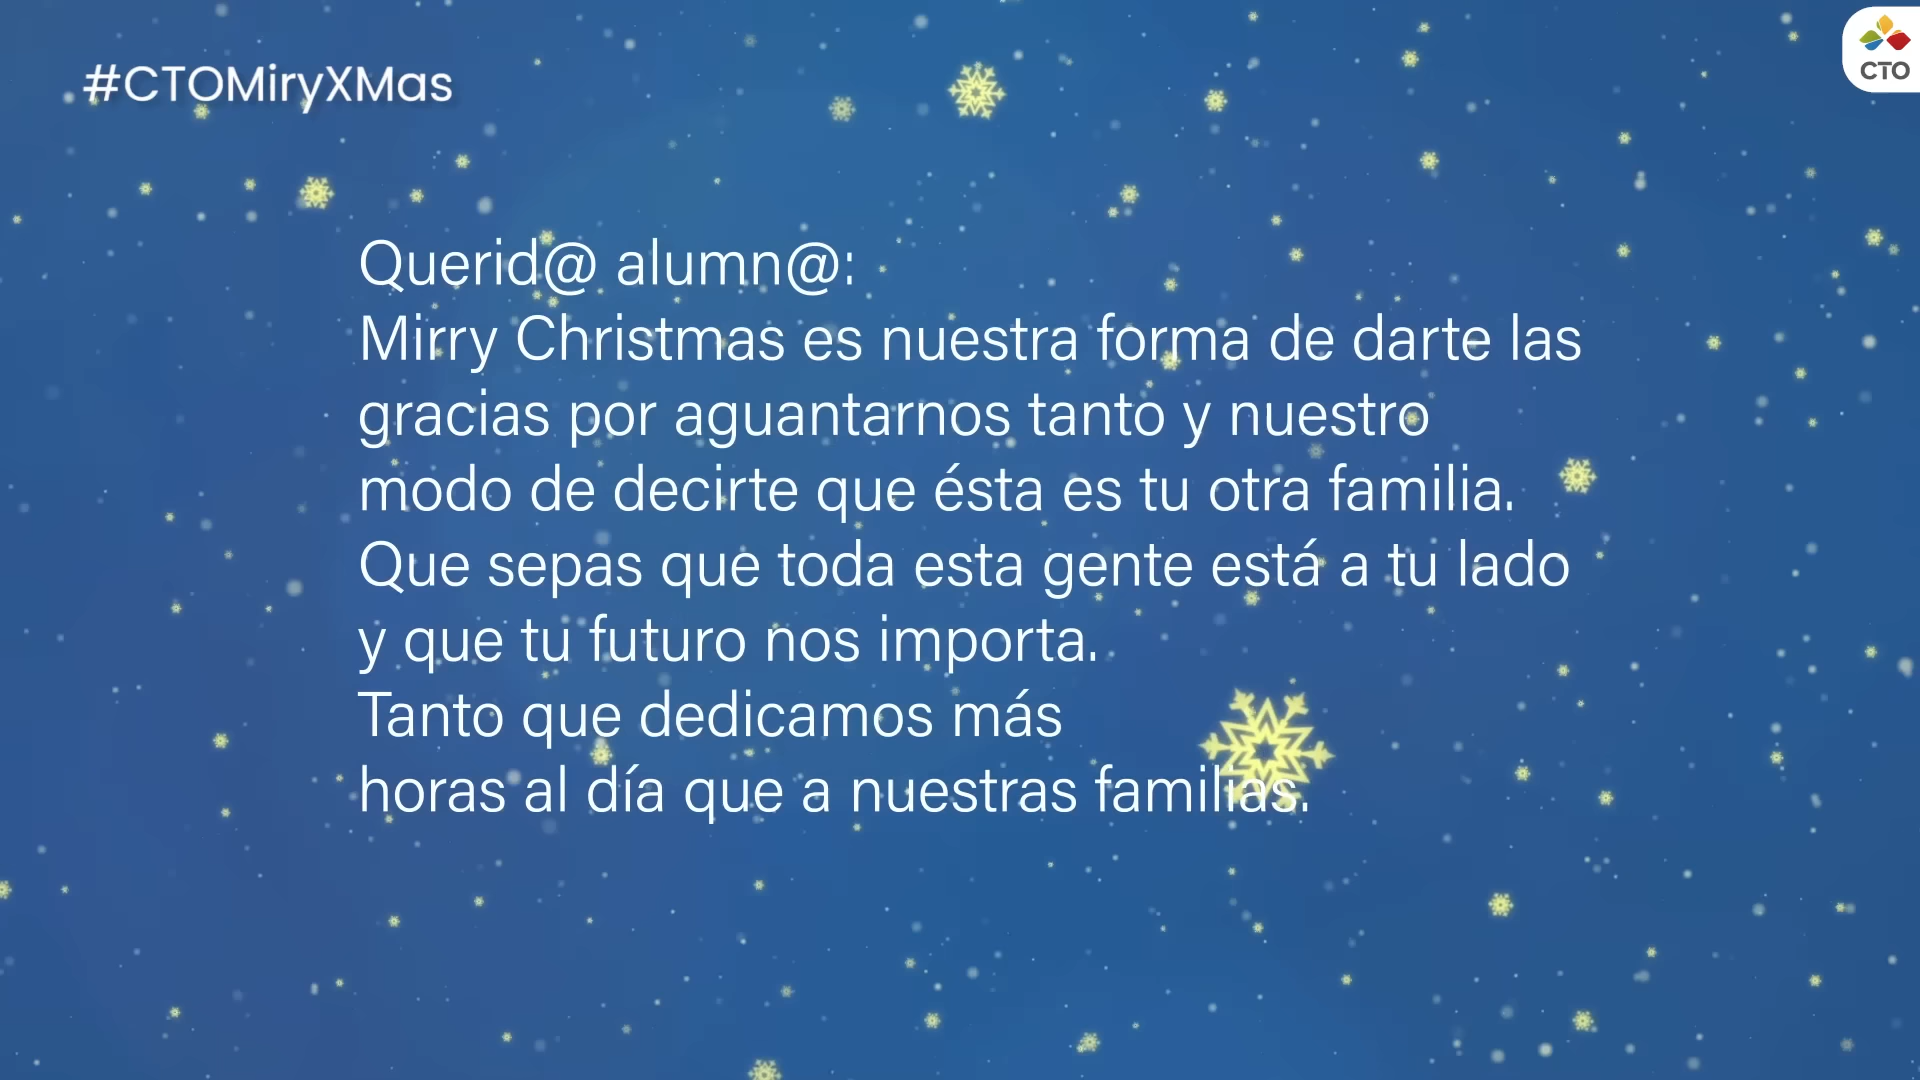 #CTOMiryXMas
CTO
Querid@ alumn@:
Mirry Christmas es nuestra forma de darte las
gracias por aguantarnos tanto y nuestro
modo de decirte que ésta es tu otra familia.
Que sepas que toda esta gente está a tu lado
y que tu futuro nos importa.
Tanto que dedicamos más
horas al día que a nuestras familias.